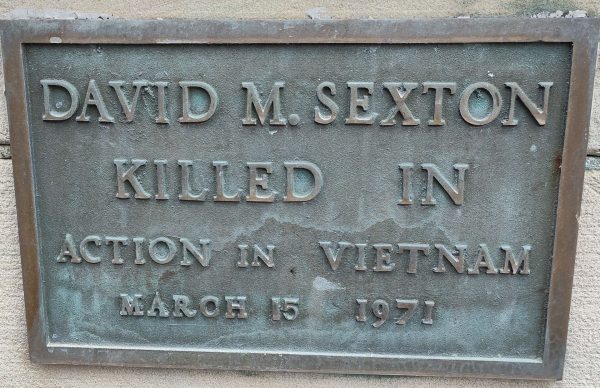 DAVID M. SEXTON
KILLED IN
ACTION IN VIETNAM
MARCH 15 1971